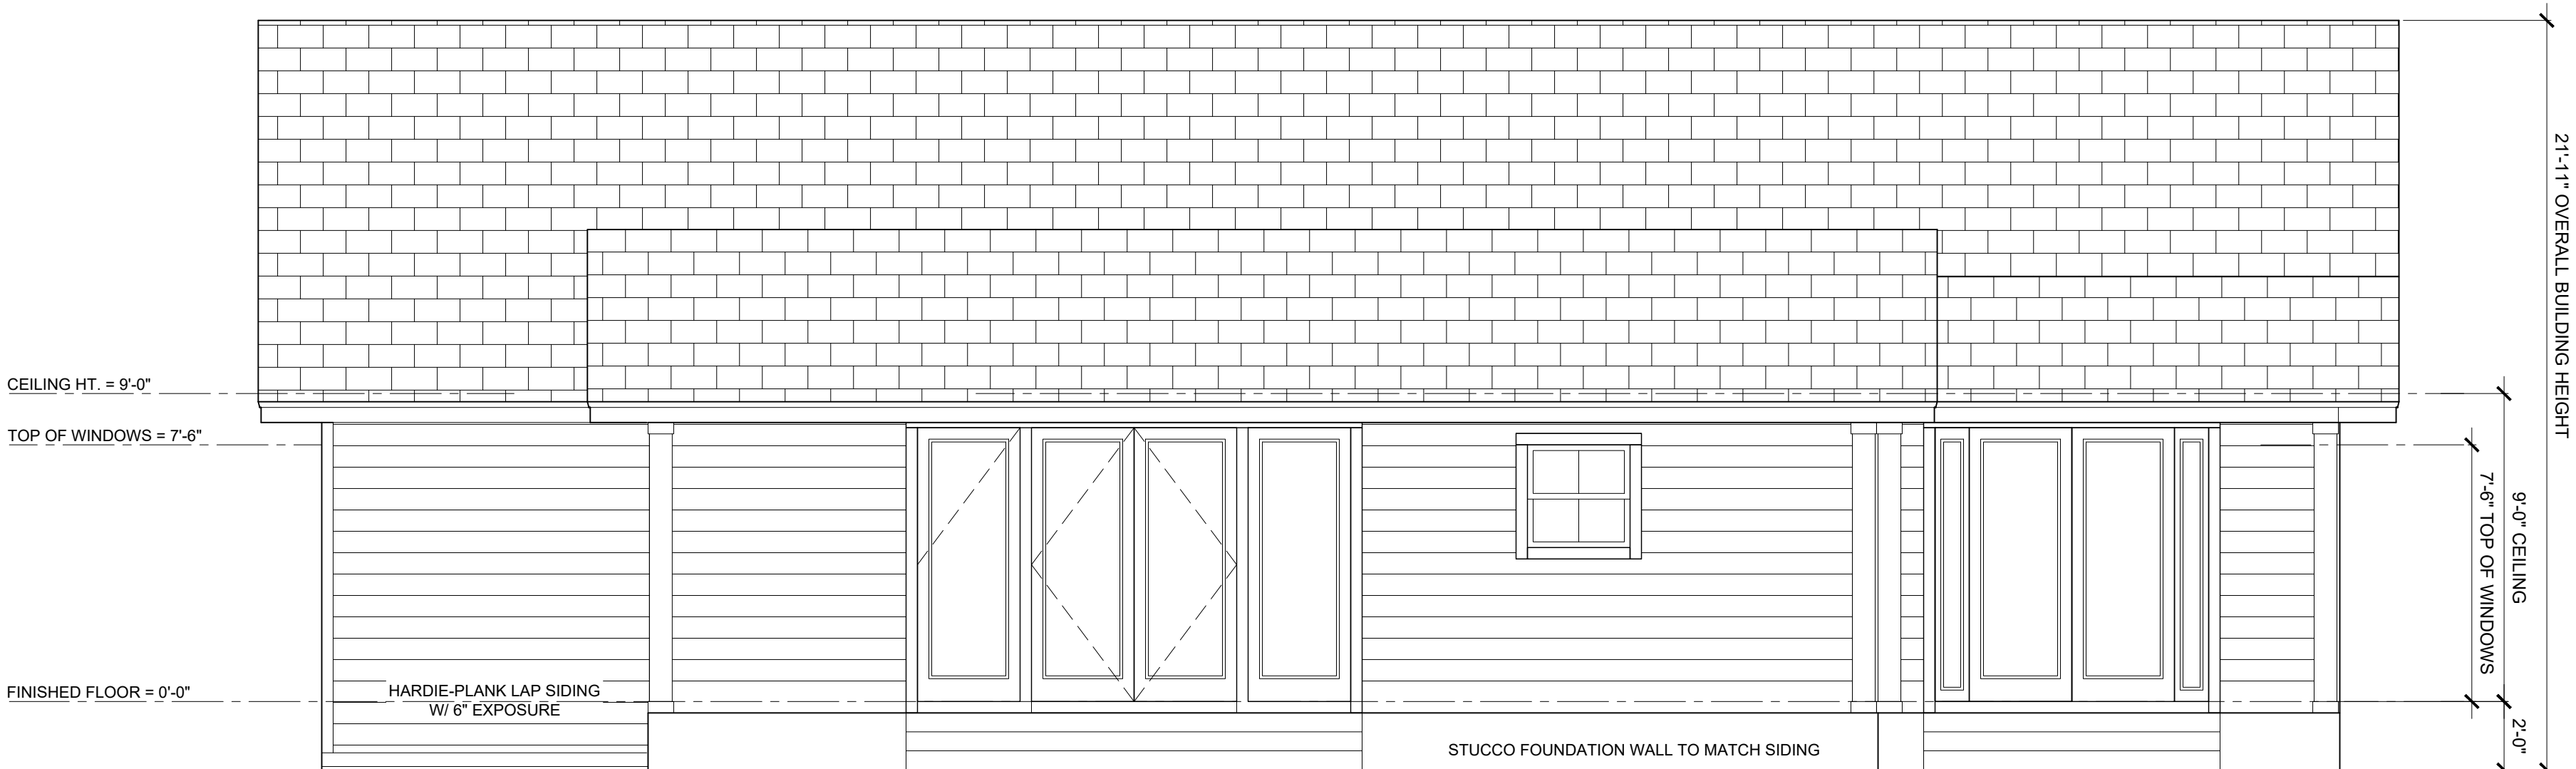 CEILING HT. = 9'-0"
TOP OF WINDOWS = 7'-6"
FINISHED FLOOR = 0'-0"
HARDIE-PLANK LAP SIDING
W/ 6" EXPOSURE
STUCCO FOUNDATION WALL TO MATCH SIDING
7'-6" TOP OF WINDOWS
9'-0" CEILING
2'-0"
21'-11" OVERALL BUILDING HEIGHT